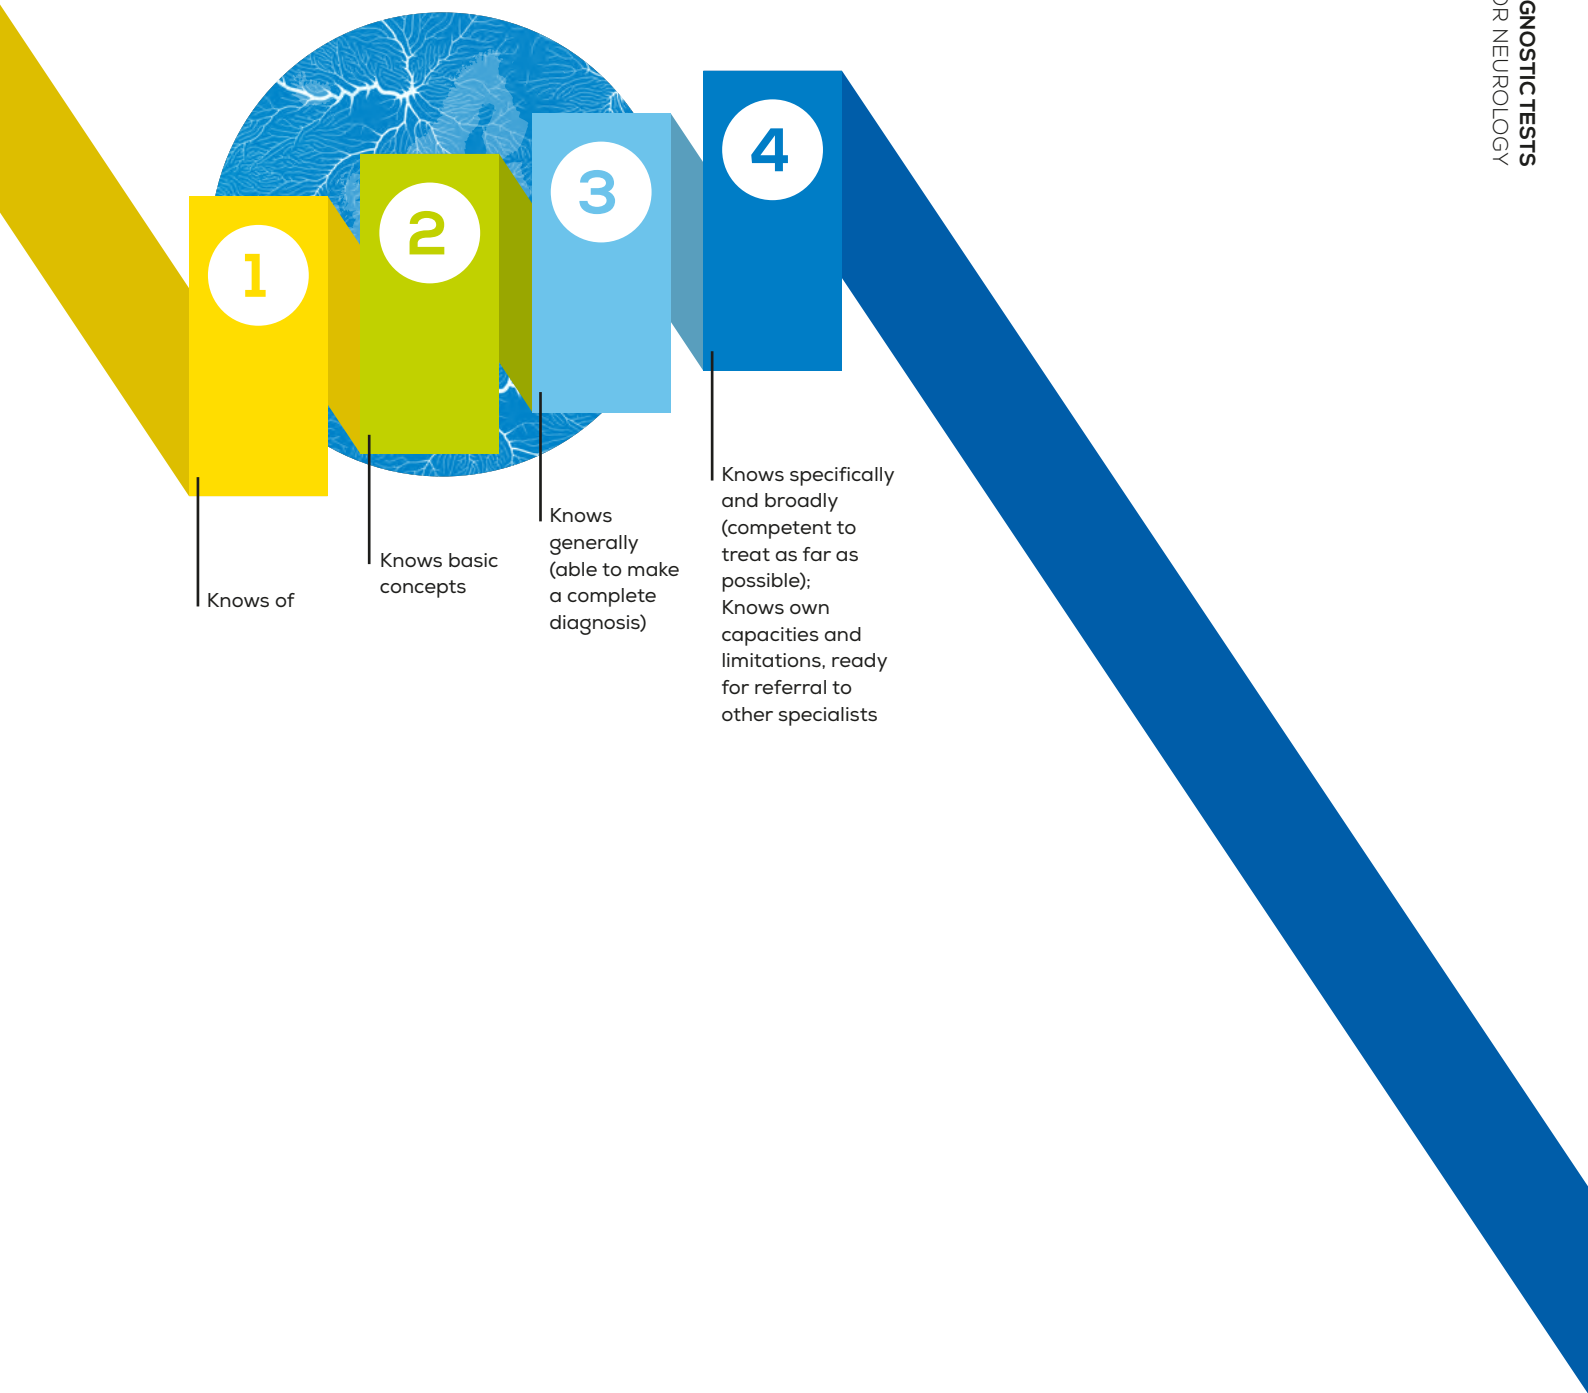 GNOSTIC TESTS
OR NEUROLOGY
1
2
3
4
Knows of
Knows basic
concepts
Knows
generally
(able to make
a complete
diagnosis)
Knows specifically
and broadly
(competent to
treat as far as
possible);
Knows own
capacities and
limitations, ready
for referral to
other specialists